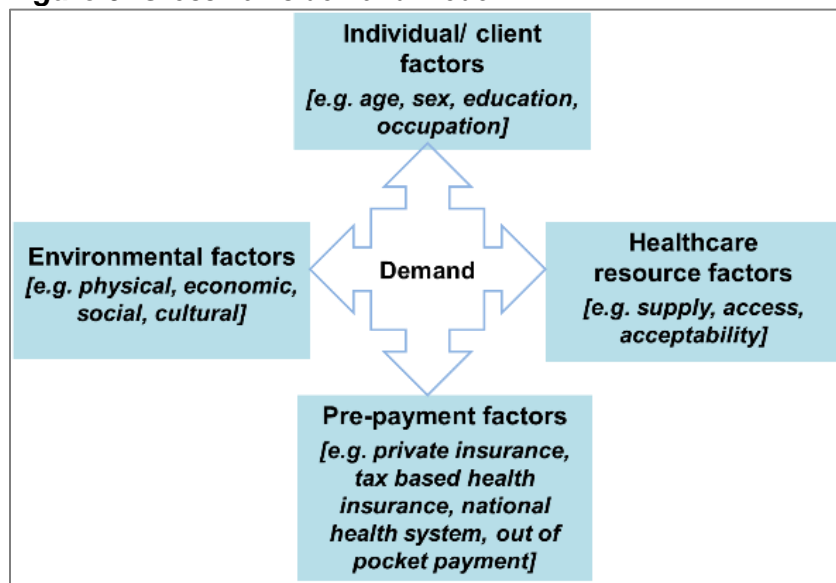 Individual/ client
factors
[e.g. age, sex, education,
occupation]
Environmental factors
[e.g. physical, economic,
social, cultural]
Demand
Healthcare
resource factors
[e.g. supply, access,
acceptability]
Pre-payment factors
[e.g. private insurance,
tax based health
insurance, national
health system, out of
pocket payment]